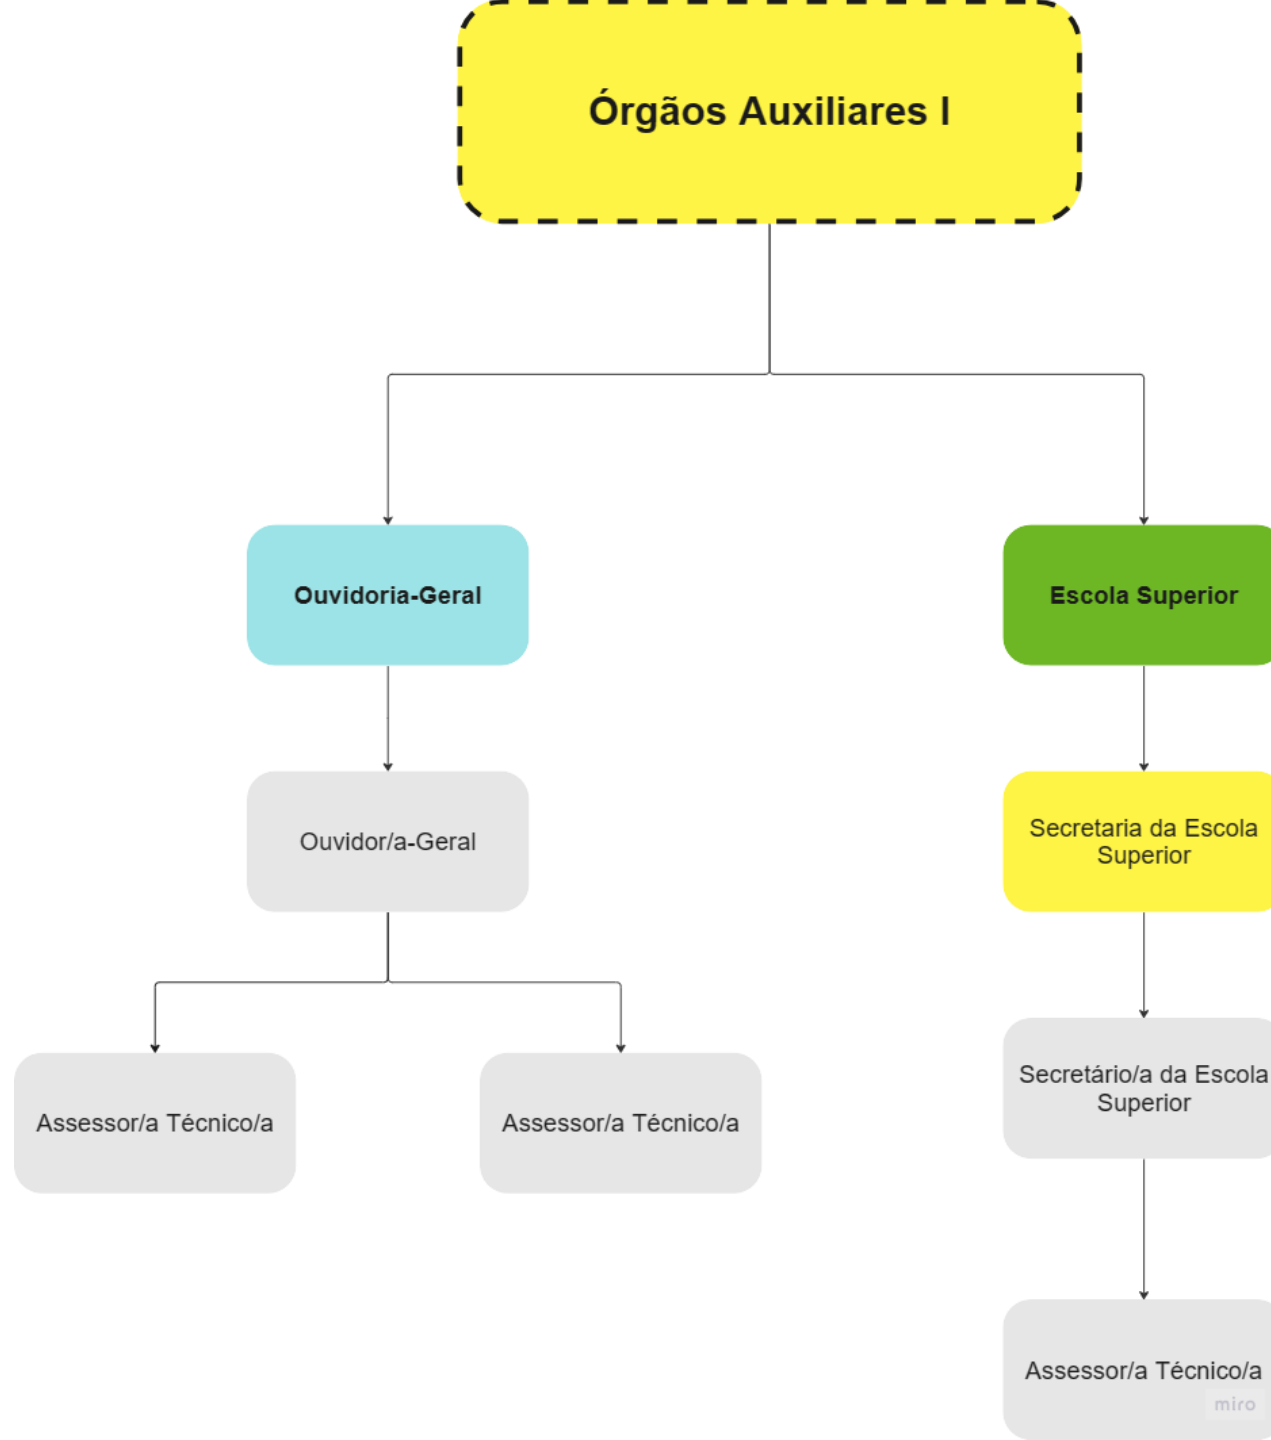 Órgãos Auxiliares I
Ouvidoria-Geral
Escola Superior
Ouvidor/a-Geral
Secretaria da Escola
Superior
Secretário/a da Escola
Superior
Assessor/a Técnico/a
Assessor/a Técnico/a
Assessor/a Técnico/a
miro